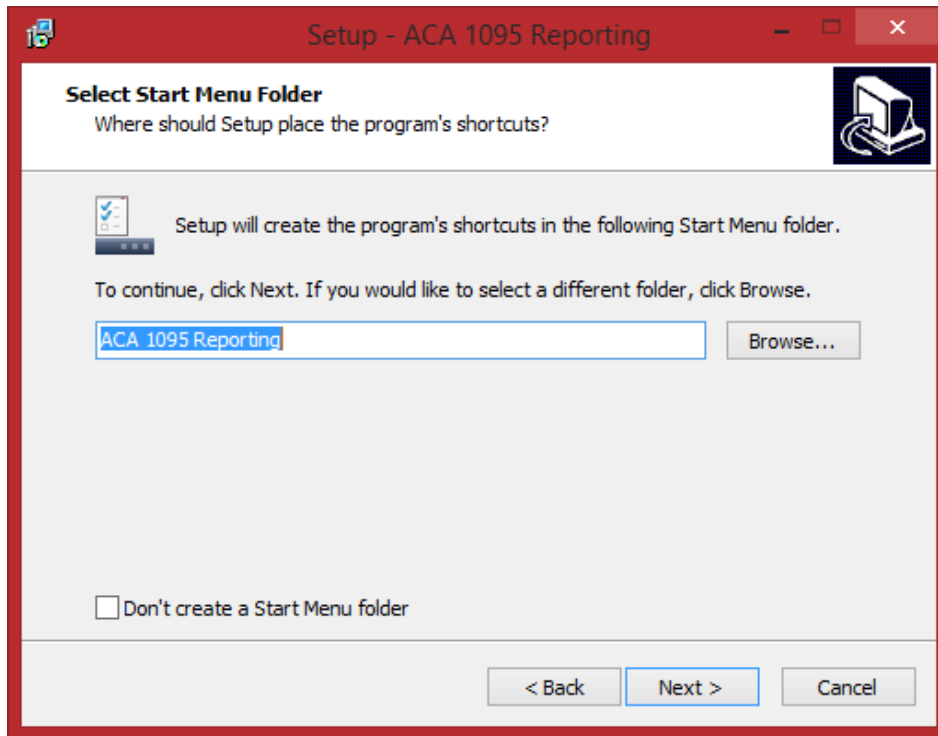 Setup - ACA 1095 Reporting
Select Start Menu Folder
Where should Setup place the program's shortcuts?
Setup will create the program's shortcuts in the following Start Menu folder.
To continue, click Next. If you would like to select a different folder, click Browse.
ACA 1095 Reporting
Browse...
Don't create a Start Menu folder
< Back
Next >
Cancel